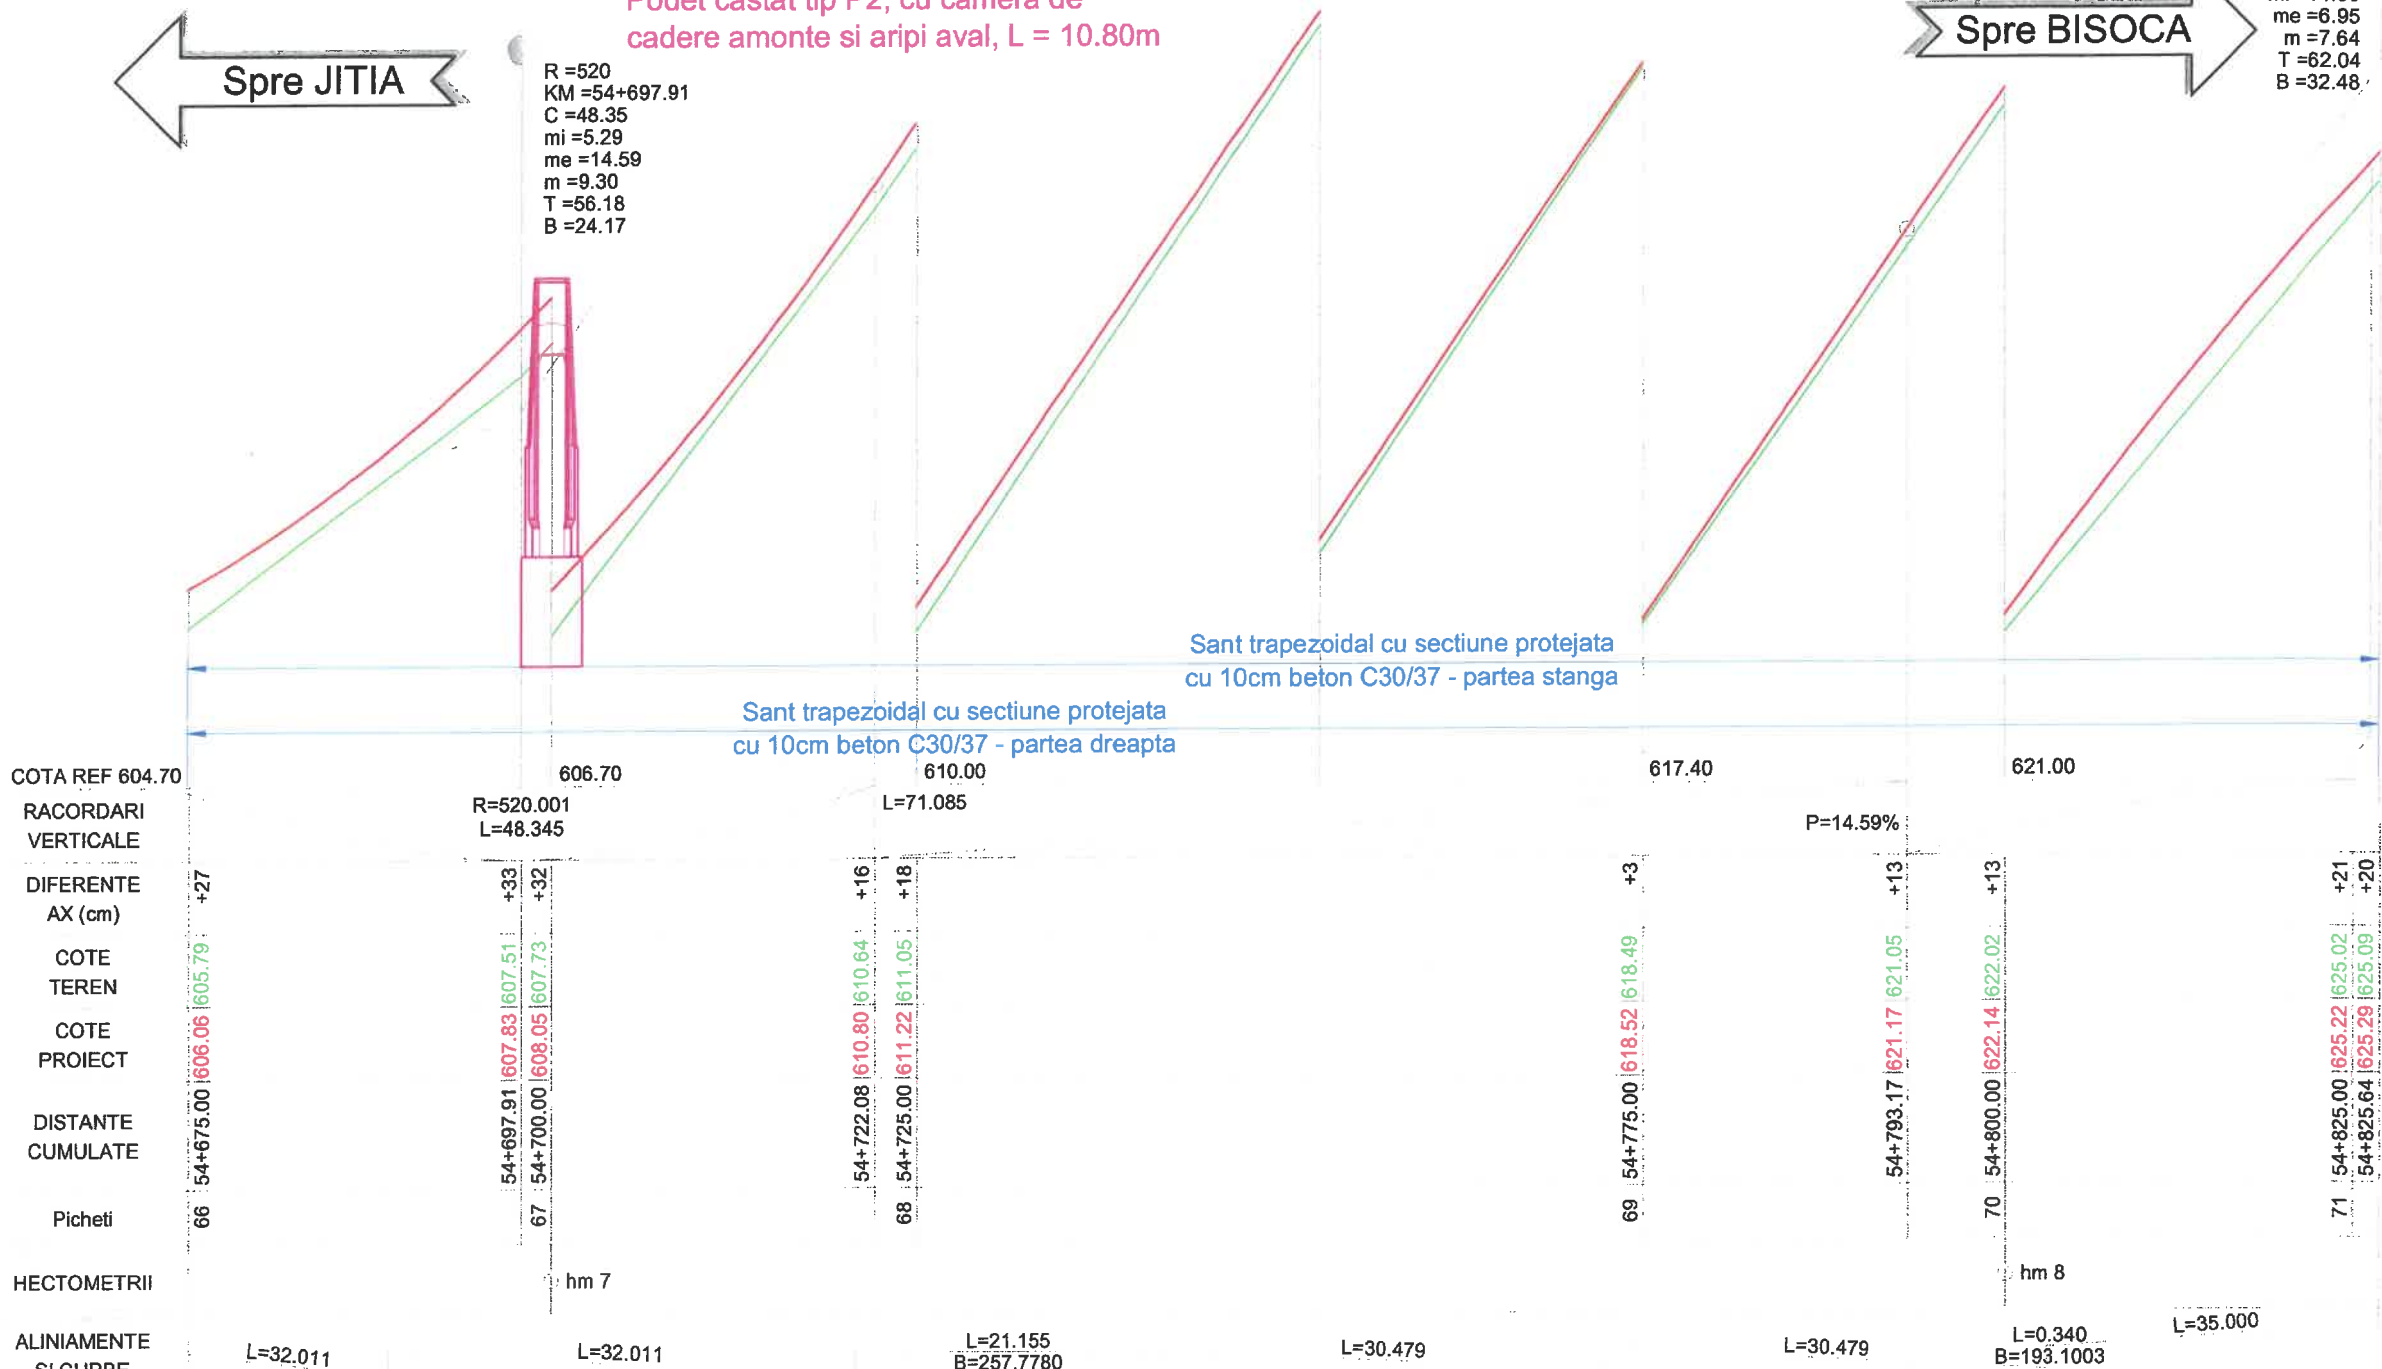 Podet castat tip P2, cu camera de
cadere amonte si aripi aval, L = 10.80m
Spre JITIA
Spre BISOCA
R =520
KM =54+697.91
C =48.35
mi =5.29
me =14.59
m =9.30
T =56.18
B =24.17
me =6.95
m =7.64
T =62.04
B =32.48
Sant trapezoidal cu sectiune protejata
cu 10cm beton C30/37 - partea stanga
Sant trapezoidal cu sectiune protejata
cu 10cm beton C30/37 - partea dreapta
COTA REF 604.70
606.70
610.00
617.40
621.00
RACORDARI
VERTICALE
R=520.001
L=48.345
L=71.085
P=14.59%
DIFERENTE
AX (cm)
+27
+33
+32
+16
+18
+3
+13
+13
+21
+20
COTE
TEREN
605.79
607.51
607.73
610.64
611.05
618.49
621.05
622.02
625.02
625.09
COTE
PROIECT
606.06
607.83
608.05
610.80
611.22
618.52
621.17
622.14
625.22
625.29
DISTANTE
CUMULATE
54+675.00
54+697.91
54+700.00
54+722.08
54+725.00
54+775.00
54+793.17
54+800.00
54+825.00
54+825.64
Picheti
66
67
68
69
70
71
HECTOMETRII
hm 7
hm 8
ALINIAMENTE
SI CURBE
L=32.011
L=32.011
L=21.155
B=257.7780
L=30.479
L=30.479
L=0.340
B=193.1003
L=35.000